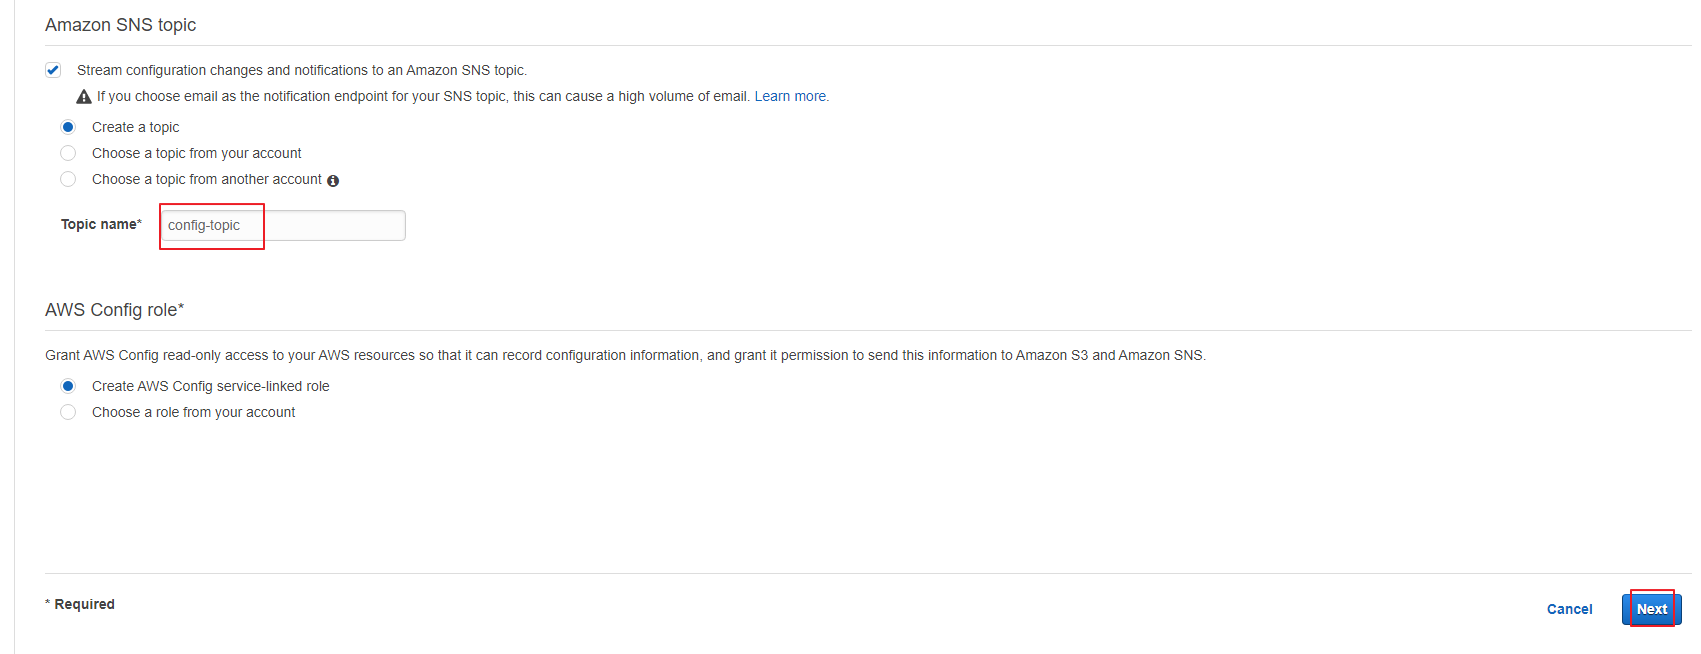 Amazon SNS topic
Stream configuration changes and notifications to an Amazon SNS topic.
If you choose email as the notification endpoint for your SNS topic, this can cause a high volume of email. Learn more.
Create a topic
Choose a topic from your account
Choose a topic from another account
Topic name* config-topic
AWS Config role*
Grant AWS Config read-only access to your AWS resources so that it can record configuration information, and grant it permission to send this information to Amazon S3 and Amazon SNS.
Create AWS Config service-linked role
Choose a role from your account
* Required
Cancel Next